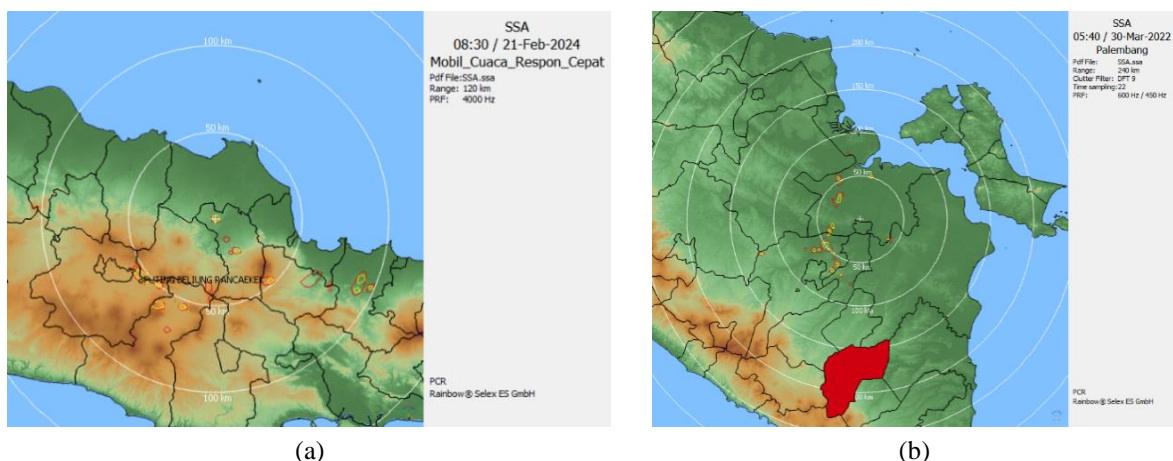 SSA
08:30 / 21-Feb-2024
Mobil_Cuaca_Respon_Cepat
Pdf File:SSA.ssa
Range: 120 km
PRF: 4000 Hz
100 km
50 km
PUTING BELIUNG RANCAEKEK
50 km
100 km
PCR
Rainbow® Selex ES GmbH
(a)
SSA
05:40 / 30-Mar-2022
Palembang
Pdf File: SSA.ssa
Range: 240 km
Clutter Filter: DFT 9
Time sampling:22
PRF: 600 Hz / 450 Hz
200 km
150 km
100 km
50 km
50 km
100 km
150 km
PCR
Rainbow® Selex ES GmbH
(b)